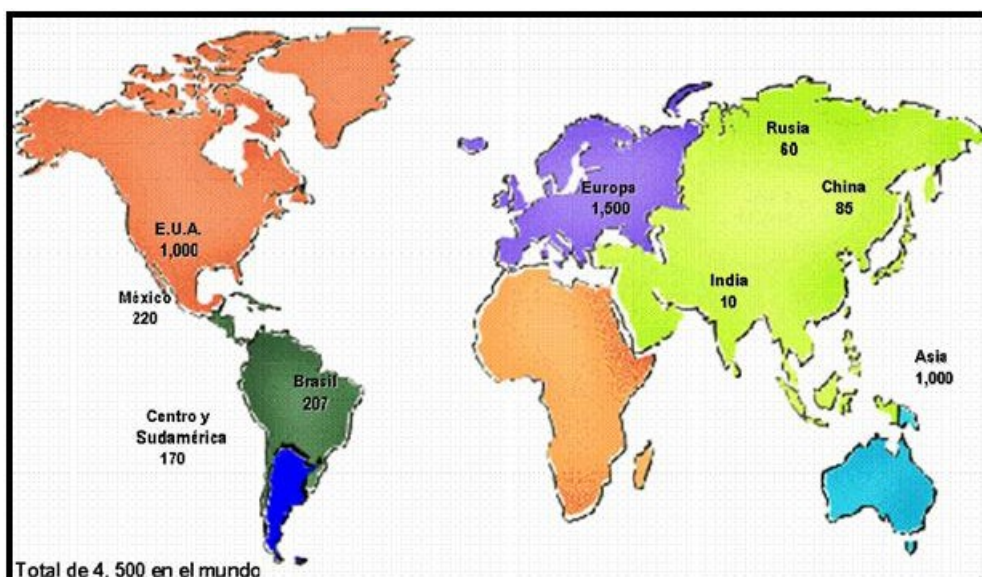 Rusia
60
Europa
1,500
China
85
E.U.A.
1,000
India
10
México
220
Asia
1,000
Brasil
207
Centro y
Sudamérica
170
Total de 4, 500 en el mundo